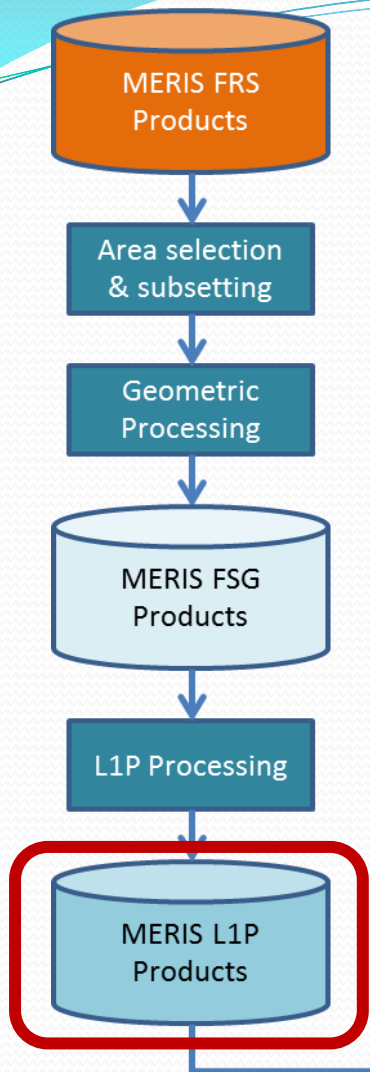 MERIS FRS
Products
Area selection
& subsetting
Geometric
Processing
MERIS FSG
Products
L1P Processing
MERIS L1P
Products